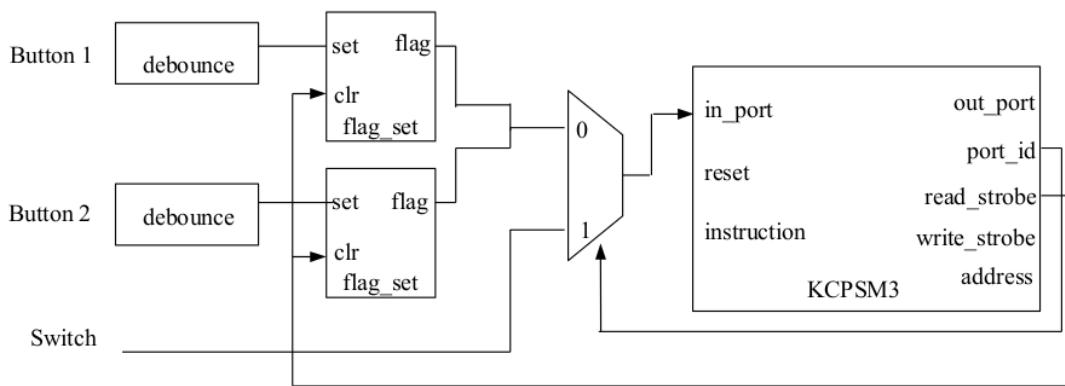 Button 1
debounce
set
flag
clr
flag_set
Button 2
debounce
set
flag
clr
flag_set
Switch
0
1
in_port
out_port
port_id
reset
read_strobe
instruction
write_strobe
address
KCPSM3